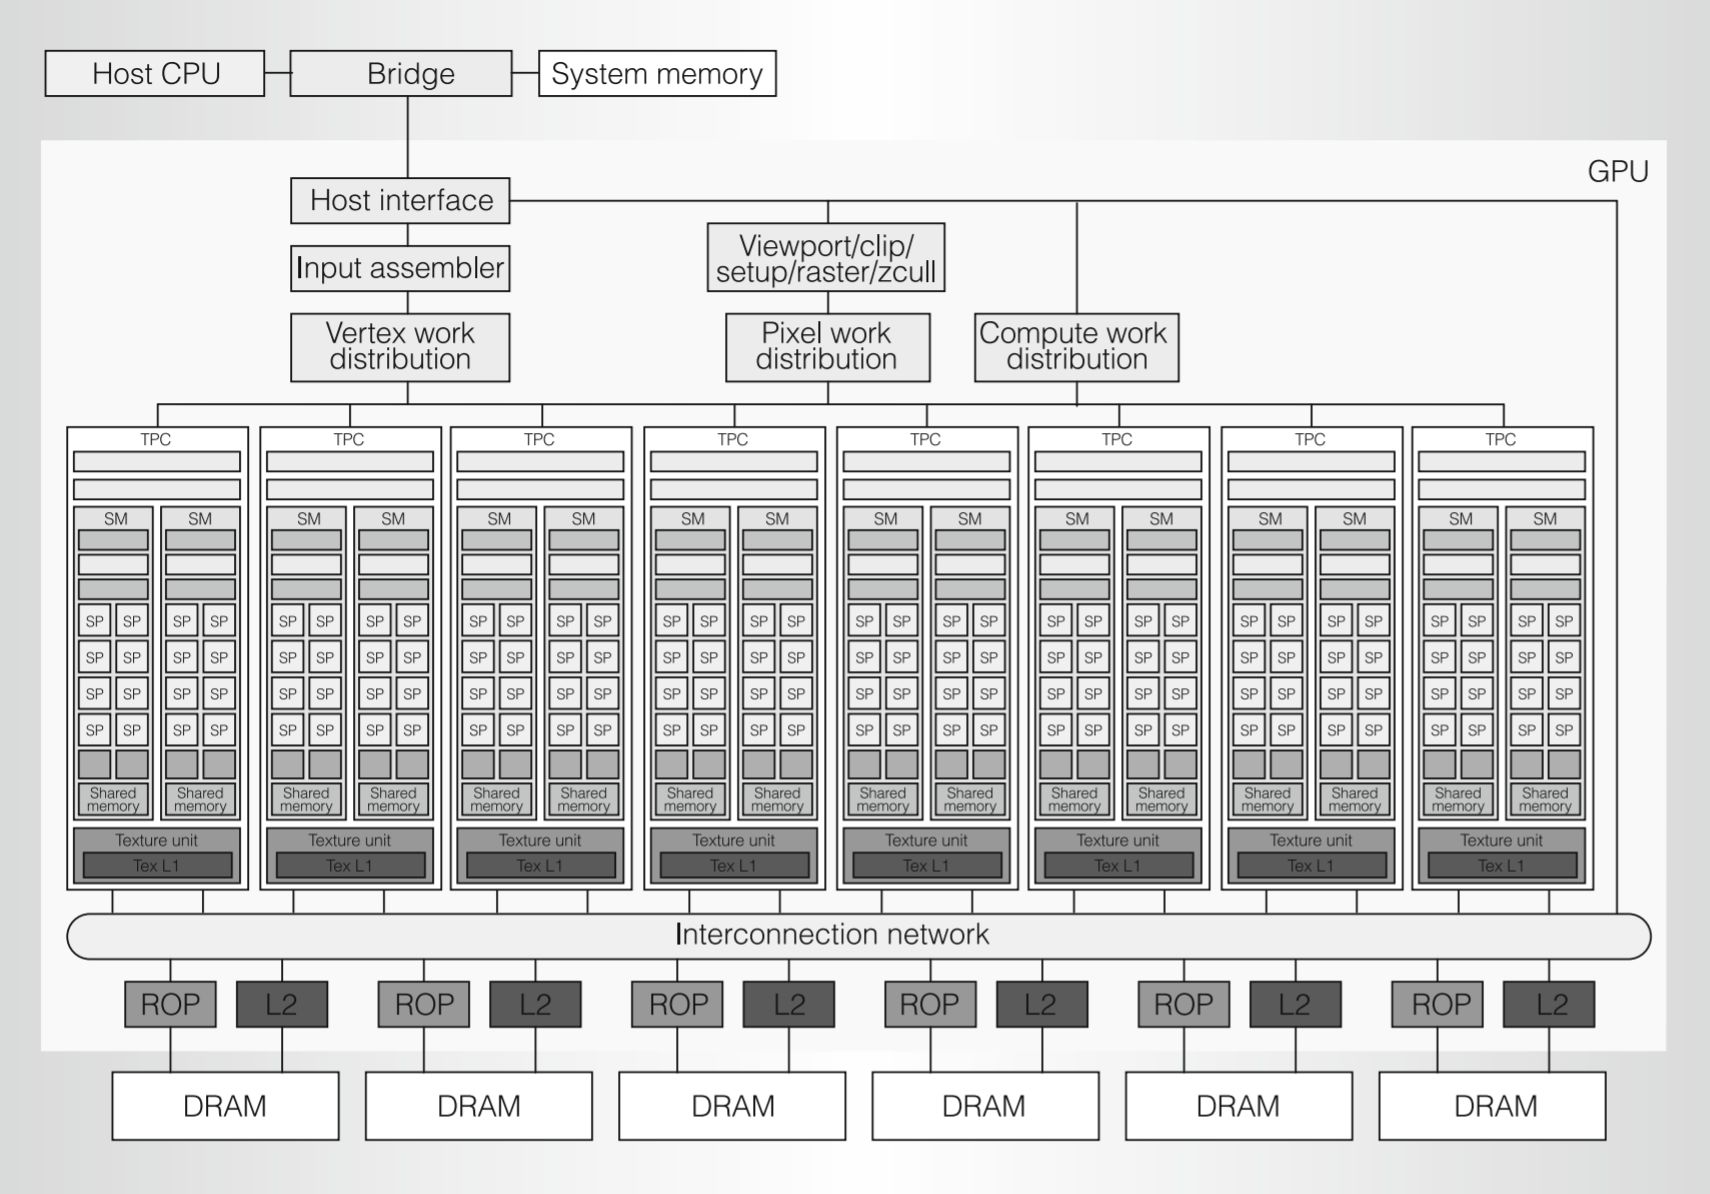 Host CPU
Bridge
System memory
GPU
Host interface
Viewport/clip/
setup/raster/zcull
Input assembler
Vertex work
distribution
Pixel work
distribution
Compute work
distribution
TPC TPC TPC TPC TPC TPC TPC TPC
SM SM SM SM SM SM SM SM SM SM SM SM SM SM SM SM
SP SP SP SP SP SP SP SP SP SP SP SP SP SP SP SP SP SP SP SP SP SP SP SP SP SP SP SP SP SP SP SP
SP SP SP SP SP SP SP SP SP SP SP SP SP SP SP SP SP SP SP SP SP SP SP SP SP SP SP SP SP SP SP SP
SP SP SP SP SP SP SP SP SP SP SP SP SP SP SP SP SP SP SP SP SP SP SP SP SP SP SP SP SP SP SP SP
SP SP SP SP SP SP SP SP SP SP SP SP SP SP SP SP SP SP SP SP SP SP SP SP SP SP SP SP SP SP SP SP
Shared Shared Shared Shared Shared Shared Shared Shared Shared Shared Shared Shared Shared Shared Shared Shared
memory memory memory memory memory memory memory memory memory memory memory memory memory memory memory memory
Texture unit Texture unit Texture unit Texture unit Texture unit Texture unit Texture unit Texture unit
Tex L1 Tex L1 Tex L1 Tex L1 Tex L1 Tex L1 Tex L1 Tex L1
Interconnection network
ROP L2 ROP L2 ROP L2 ROP L2 ROP L2 ROP L2
DRAM DRAM DRAM DRAM DRAM DRAM